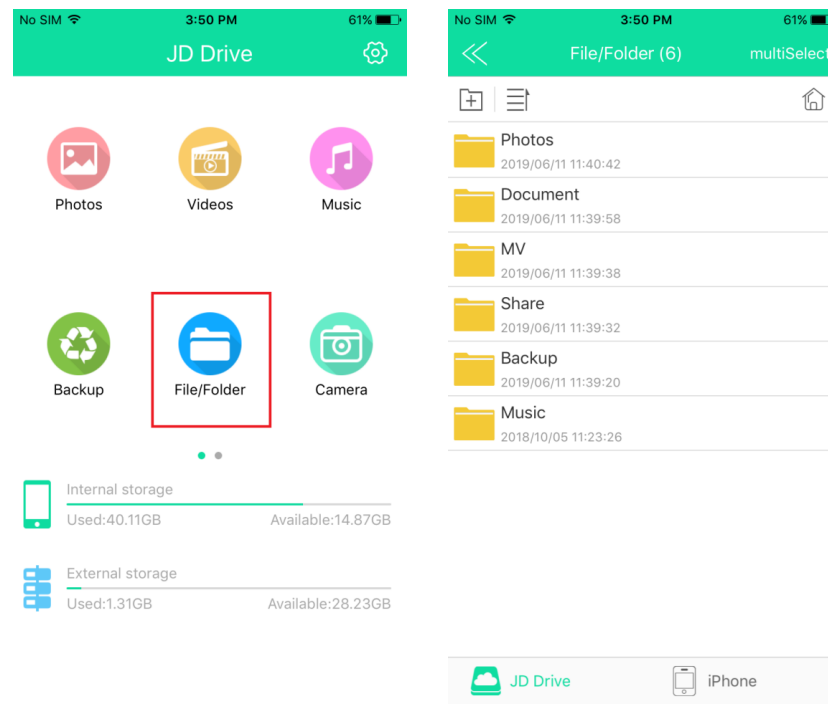 No SIM 3:50 PM 61%
JD Drive
Photos Videos Music
Backup File/Folder Camera
Internal storage
Used:40.11GB Available:14.87GB
External storage
Used:1.31GB Available:28.23GB
No SIM 3:50 PM 61%
File/Folder (6) multiSelect
Photos
2019/06/11 11:40:42
Document
2019/06/11 11:39:58
MV
2019/06/11 11:39:38
Share
2019/06/11 11:39:32
Backup
2019/06/11 11:39:20
Music
2018/10/05 11:23:26
JD Drive iPhone